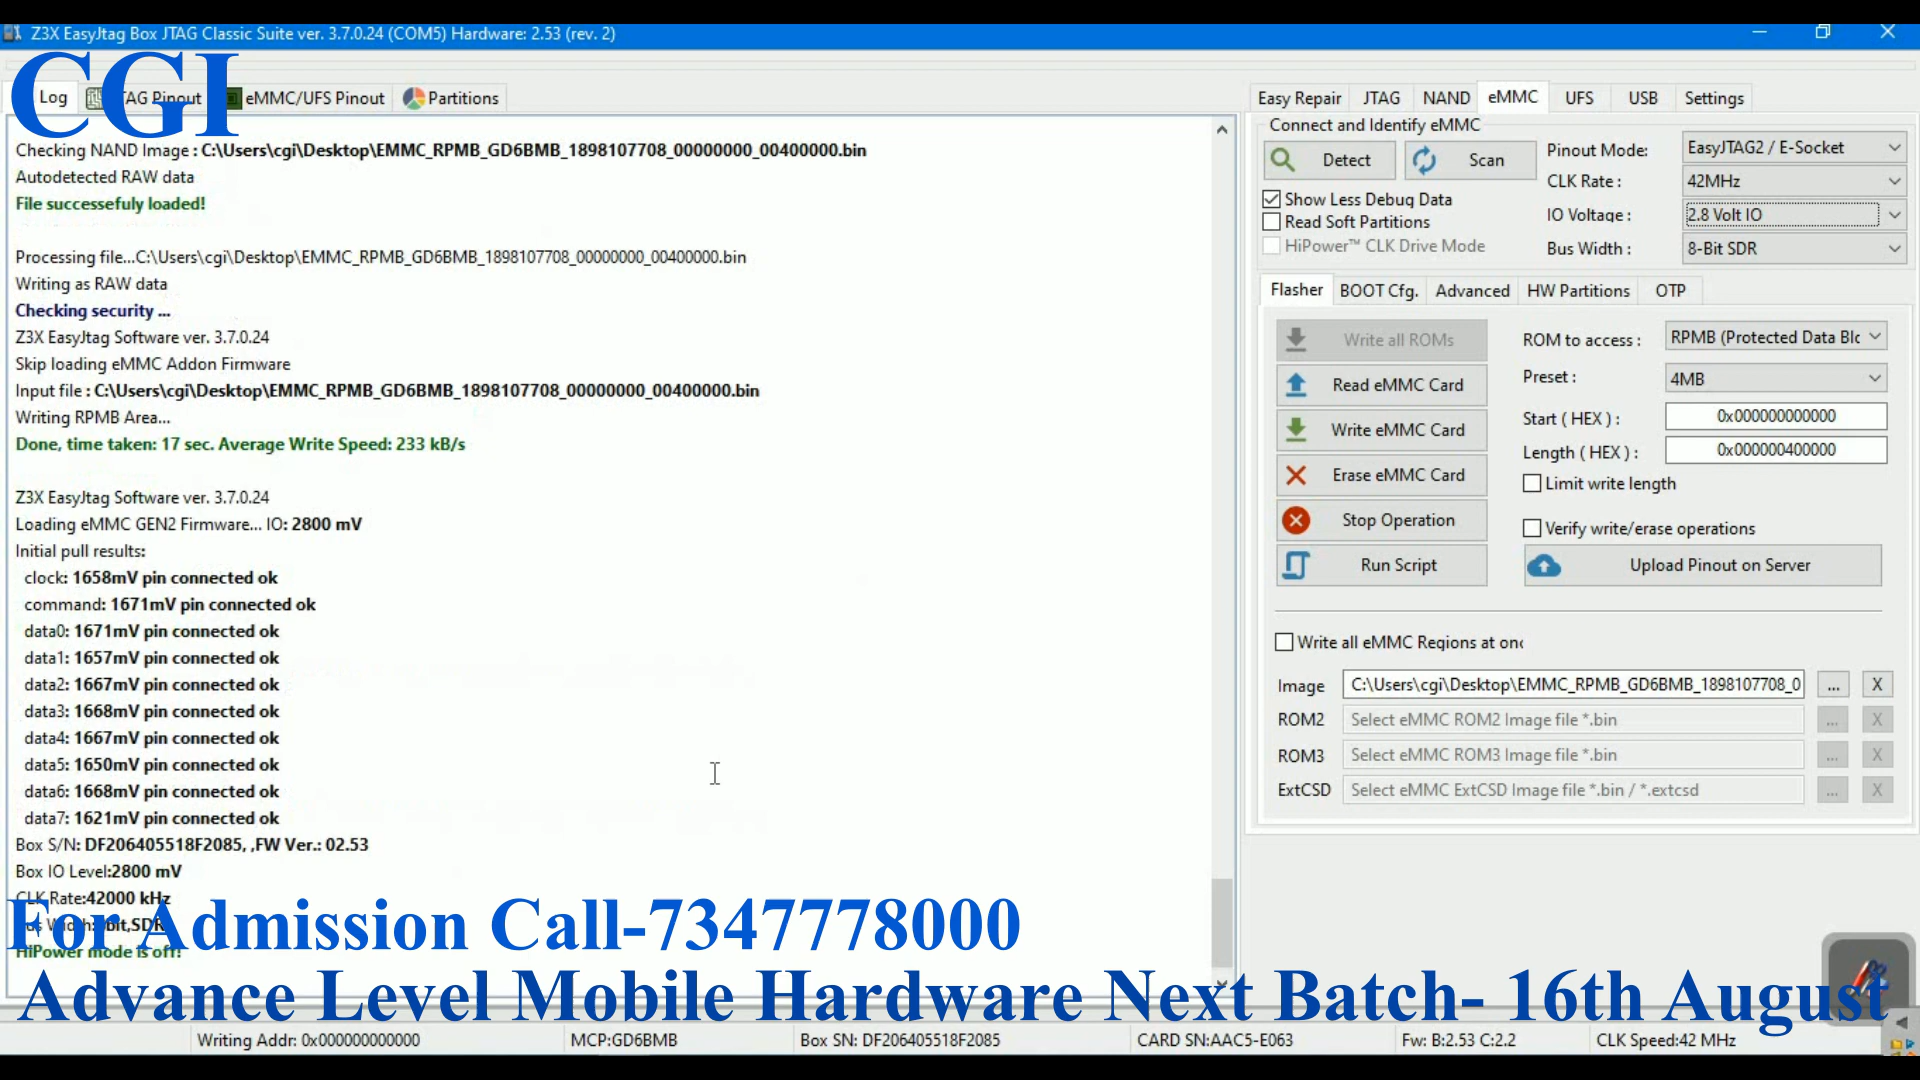 Z3X EasyJtag Box JTAG Classic Suite ver. 3.7.0.24 (COM5) Hardware: 2.53 (rev. 2)
CGI
Log
TAG Pinout
eMMC/UFS Pinout
Partitions
Checking NAND Image : C:\Users\cgi\Desktop\EMMC_RPMB_GD6BMB_1898107708_00000000_00400000.bin
Autodetected RAW data
File successefuly loaded!
Processing file...C:\Users\cgi\Desktop\EMMC_RPMB_GD6BMB_1898107708_00000000_00400000.bin
Writing as RAW data
Checking security ...
Z3X EasyJtag Software ver. 3.7.0.24
Skip loading eMMC Addon Firmware
Input file : C:\Users\cgi\Desktop\EMMC_RPMB_GD6BMB_1898107708_00000000_00400000.bin
Writing RPMB Area...
Done, time taken: 17 sec. Average Write Speed: 233 kB/s
Z3X EasyJtag Software ver. 3.7.0.24
Loading eMMC GEN2 Firmware... IO: 2800 mV
Initial pull results:
clock: 1658mV pin connected ok
command: 1671mV pin connected ok
data0: 1671mV pin connected ok
data1: 1657mV pin connected ok
data2: 1667mV pin connected ok
data3: 1668mV pin connected ok
data4: 1667mV pin connected ok
data5: 1650mV pin connected ok
data6: 1668mV pin connected ok
data7: 1621mV pin connected ok
Box S/N: DF206405518F2085, ,FW Ver.: 02.53
Box IO Level:2800 mV
CLK Rate:42000 kHz
HiPower mode is off!
For Admission Call-7347778000
Advance Level Mobile Hardware Next Batch- 16th August
Easy Repair JTAG NAND eMMC UFS USB Settings
Connect and Identify eMMC
Detect
Scan
Show Less Debug Data
Read Soft Partitions
HiPower™ CLK Drive Mode
Pinout Mode: EasyJTAG2 / E-Socket
CLK Rate : 42MHz
IO Voltage : 2.8 Volt IO
Bus Width : 8-Bit SDR
Flasher BOOT Cfg. Advanced HW Partitions OTP
Write all ROMs
Read eMMC Card
Write eMMC Card
Erase eMMC Card
Stop Operation
Run Script
ROM to access : RPMB (Protected Data Blc
Preset : 4MB
Start ( HEX ) : 0x000000000000
Length ( HEX ) : 0x000000400000
Limit write length
Verify write/erase operations
Upload Pinout on Server
Write all eMMC Regions at onc
Image C:\Users\cgi\Desktop\EMMC_RPMB_GD6BMB_1898107708_0 ... X
ROM2 Select eMMC ROM2 Image file *.bin ... X
ROM3 Select eMMC ROM3 Image file *.bin ... X
ExtCSD Select eMMC ExtCSD Image file *.bin / *.extcsd ... X
Writing Addr: 0x000000000000
MCP:GD6BMB
Box SN: DF206405518F2085
CARD SN:AAC5-E063
Fw: B:2.53 C:2.2
CLK Speed:42 MHz